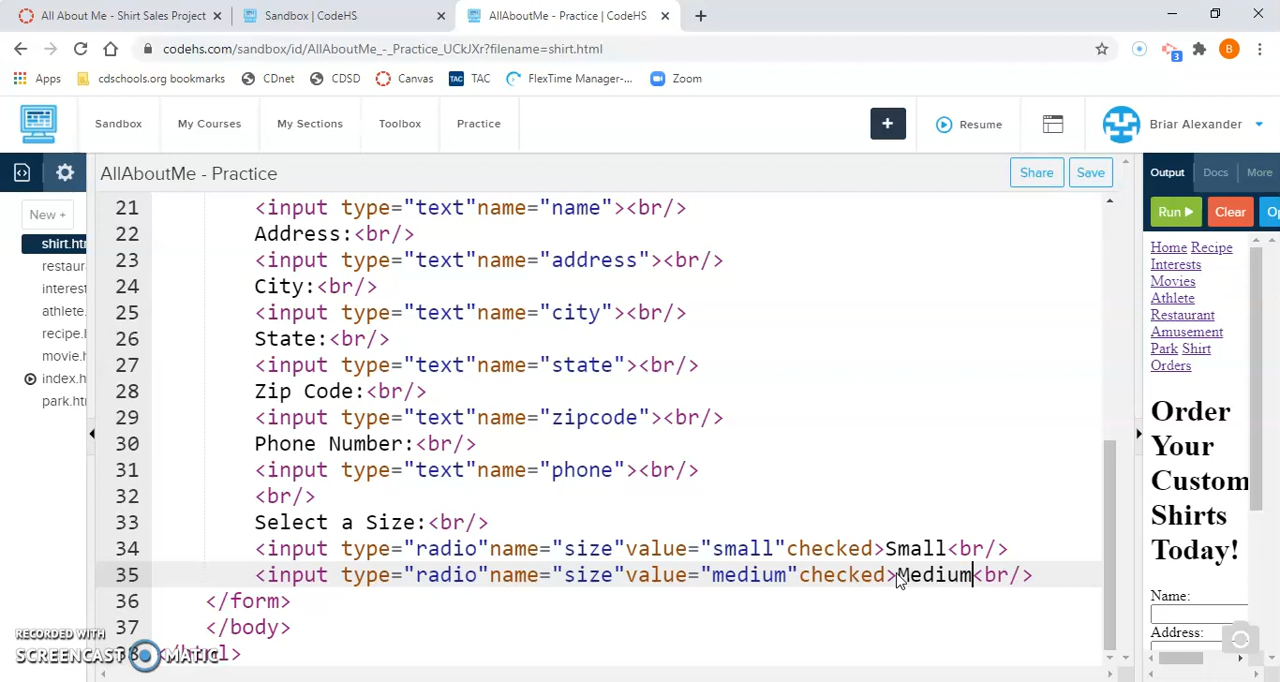 All About Me - Shirt Sales Project
Sandbox | CodeHS
AllAboutMe - Practice | CodeHS
codehs.com/sandbox/id/AllAboutMe_-_Practice_UCkJXr?filename=shirt.html
3
B
Apps
cdschools.org bookmarks
CDnet
CDSD
Canvas
TAC TAC
FlexTime Manager-...
Zoom
Sandbox
My Courses
My Sections
Toolbox
Practice
+
Resume
Briar Alexander
AllAboutMe - Practice
Share
Save
Output
Docs
More
New +
Run
Clear
Op
shirt.ht
restaur
interes
athlete.
recipe.h
movie.h
index.h
park.ht
21 <input type="text"name="name"><br/>
22 Address:<br/>
23 <input type="text"name="address"><br/>
24 City:<br/>
25 <input type="text"name="city"><br/>
26 State:<br/>
27 <input type="text"name="state"><br/>
28 Zip Code:<br/>
29 <input type="text"name="zipcode"><br/>
30 Phone Number:<br/>
31 <input type="text"name="phone"><br/>
32 <br/>
33 Select a Size:<br/>
34 <input type="radio"name="size"value="small"checked>Small<br/>
35 <input type="radio"name="size"value="medium"checked>Medium<br/>
36 </form>
37 </body>
Home Recipe
Interests
Movies
Athlete
Restaurant
Amusement
Park Shirt
Orders
Order
Your
Custom
Shirts
Today!
Name:
Address:
RECORDED WITH
SCREENCAST MATIC